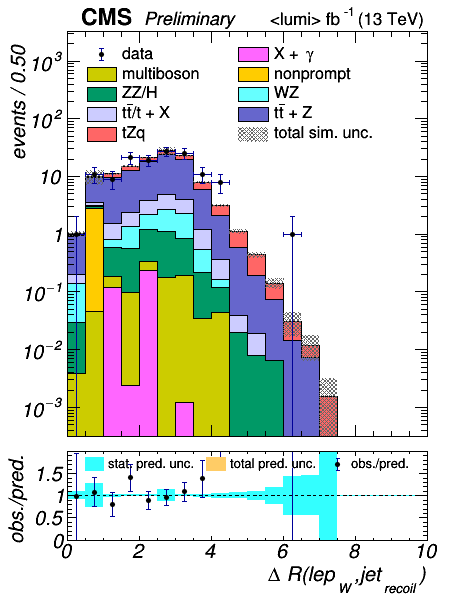 CMS Preliminary <lumi> fb⁻¹ (13 TeV)
events / 0.50
10³
10²
10
1
10⁻¹
10⁻²
10⁻³
data
X + γ
multiboson
nonprompt
ZZ/H
WZ
tt̄/t + X
tt̄ + Z
tZq
total sim. unc.
obs./pred.
1.5
1
0.5
0
stat. pred. unc.
total pred. unc.
obs./pred.
0 2 4 6 8 10
Δ R(lep_W, jet_recoil)